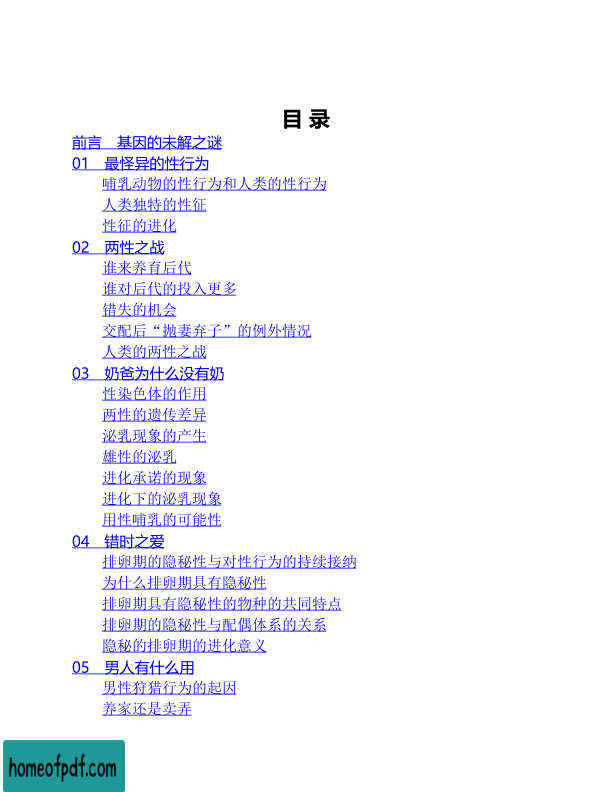 目 录
前言　基因的未解之谜
01　最怪异的性行为
哺乳动物的性行为和人类的性行为
人类独特的性征
性征的进化
02　两性之战
谁来养育后代
谁对后代的投入更多
错失的机会
交配后“抛妻弃子”的例外情况
人类的两性之战
03　奶爸为什么没有奶
性染色体的作用
两性的遗传差异
泌乳现象的产生
雄性的泌乳
进化承诺的现象
进化下的泌乳现象
用性哺乳的可能性
04　错时之爱
排卵期的隐秘性与对性行为的持续接纳
为什么排卵期具有隐秘性
排卵期具有隐秘性的物种的共同特点
排卵期的隐秘性与配偶体系的关系
隐秘的排卵期的进化意义
05　男人有什么用
男性狩猎行为的起因
养家还是卖弄
homeofpdf.com